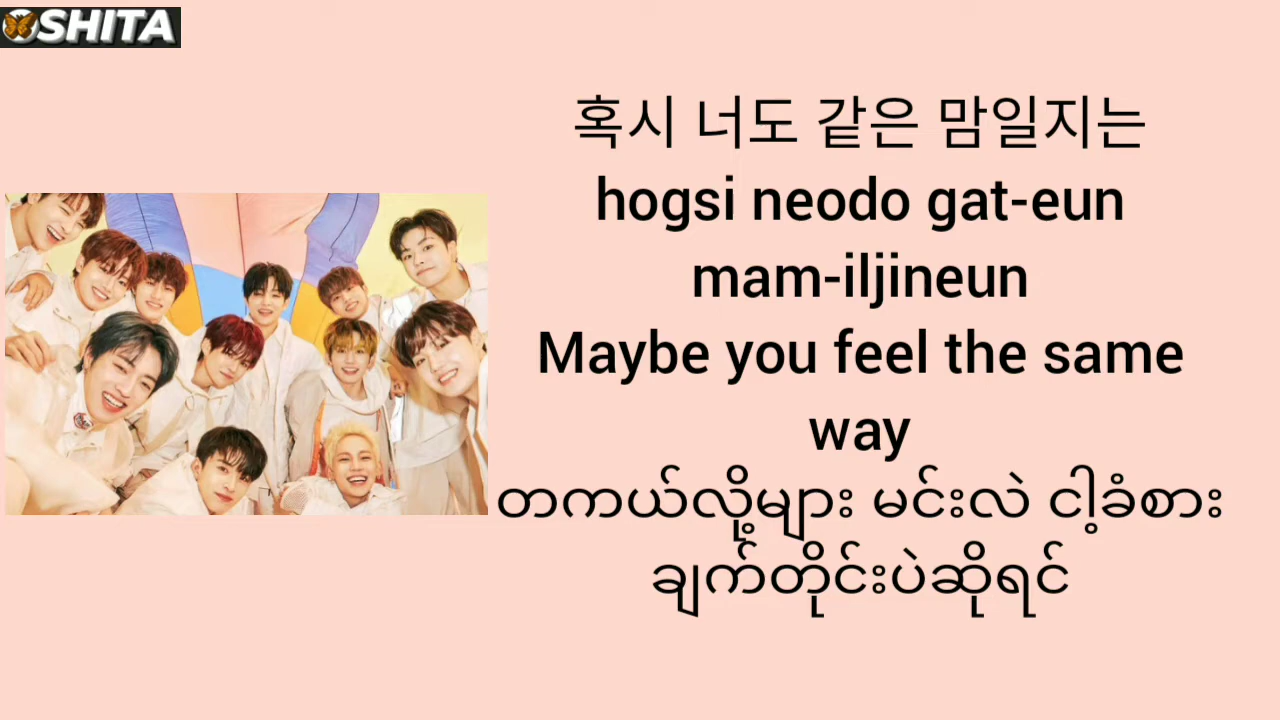 OSHITA
혹시 너도 같은 맘일지는
hogsi neodo gat-eun
mam-iljineun
Maybe you feel the same
way
တကယ်လို့များ မင်းလဲ ငါ့ခံစား
ချက်တိုင်းပဲဆိုရင်